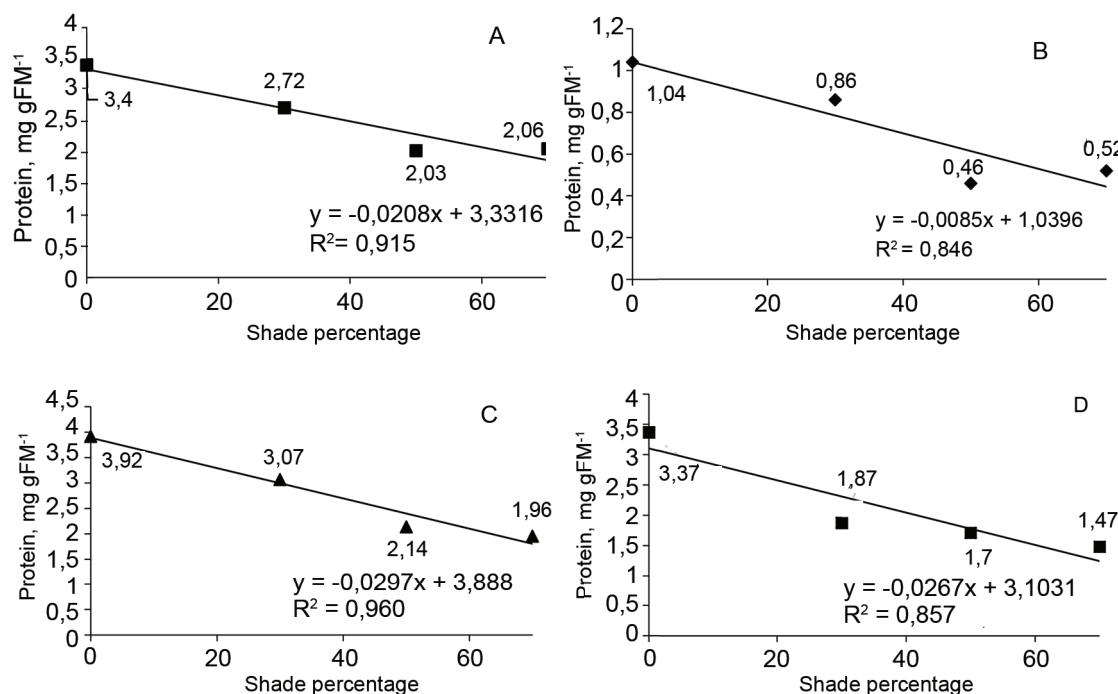 A
Protein, mg gFM-1
4
3,5
3
2,5
2
1,5
1
0,5
0
3,4
2,72
2,03
2,06
y = -0,0208x + 3,3316
R2= 0,915
0 20 40 60
Shade percentage
B
Protein, mg gFM-1
1,2
1
0,8
0,6
0,4
0,2
0
1,04
0,86
0,46
0,52
y = -0,0085x + 1,0396
R2 = 0,846
0 20 40 60
Shade percentage
C
Protein, mg gFM-1
4,5
4
3,5
3
2,5
2
1,5
1
0,5
0
3,92
3,07
2,14
1,96
y = -0,0297x + 3,888
R2 = 0,960
0 20 40 60
Shade percentage
D
Protein, mg gFM-1
4
3,5
3
2,5
2
1,5
1
0,5
0
3,37
1,87
1,7
1,47
y = -0,0267x + 3,1031
R2 = 0,857
0 20 40 60
Shade percentage